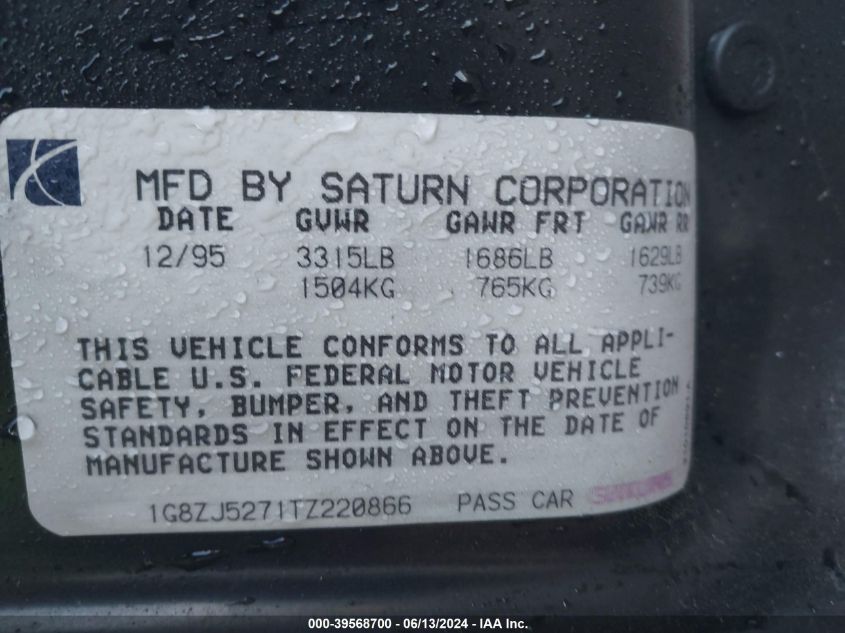 MFD BY SATURN CORPORATION
DATE GVWR GAWR FRT GAWR RR
12/95 3315LB 1686LB 1629LB
1504KG 765KG 739KG
THIS VEHICLE CONFORMS TO ALL APPLI-
CABLE U.S. FEDERAL MOTOR VEHICLE
SAFETY, BUMPER, AND THEFT PREVENTION
STANDARDS IN EFFECT ON THE DATE OF
MANUFACTURE SHOWN ABOVE.
1G8ZJ5271TZ220866 PASS CAR
000-39568700 - 06/13/2024 - IAA Inc.